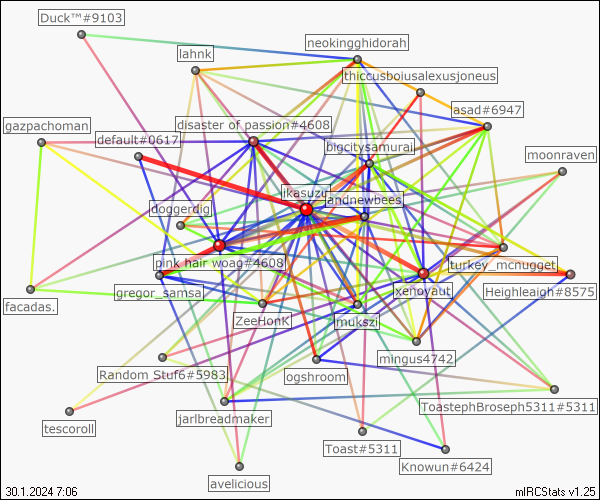 Duck™#9103
neokingghidorah
lahnk
thiccusboiusalexusjoneus
asad#6947
gazpachoman
disaster of passion#4608
default#0617
bigcitysamurai
moonraven
jikasuzu
andnewbees
doggerdig
pink hair woag#4608
turkey_mcnugget
gregor_samsa
xenoyaut
Heighleaigh#8575
facadas.
ZeeHonK
mukszi
mingus4742
Random Stuf6#5983
ogshroom
ToastephBroseph5311#5311
jarlbreadmaker
tescoroll
Toast#5311
Knowun#6424
avelicious
30.1.2024 7:06
mIRCStats v1.25